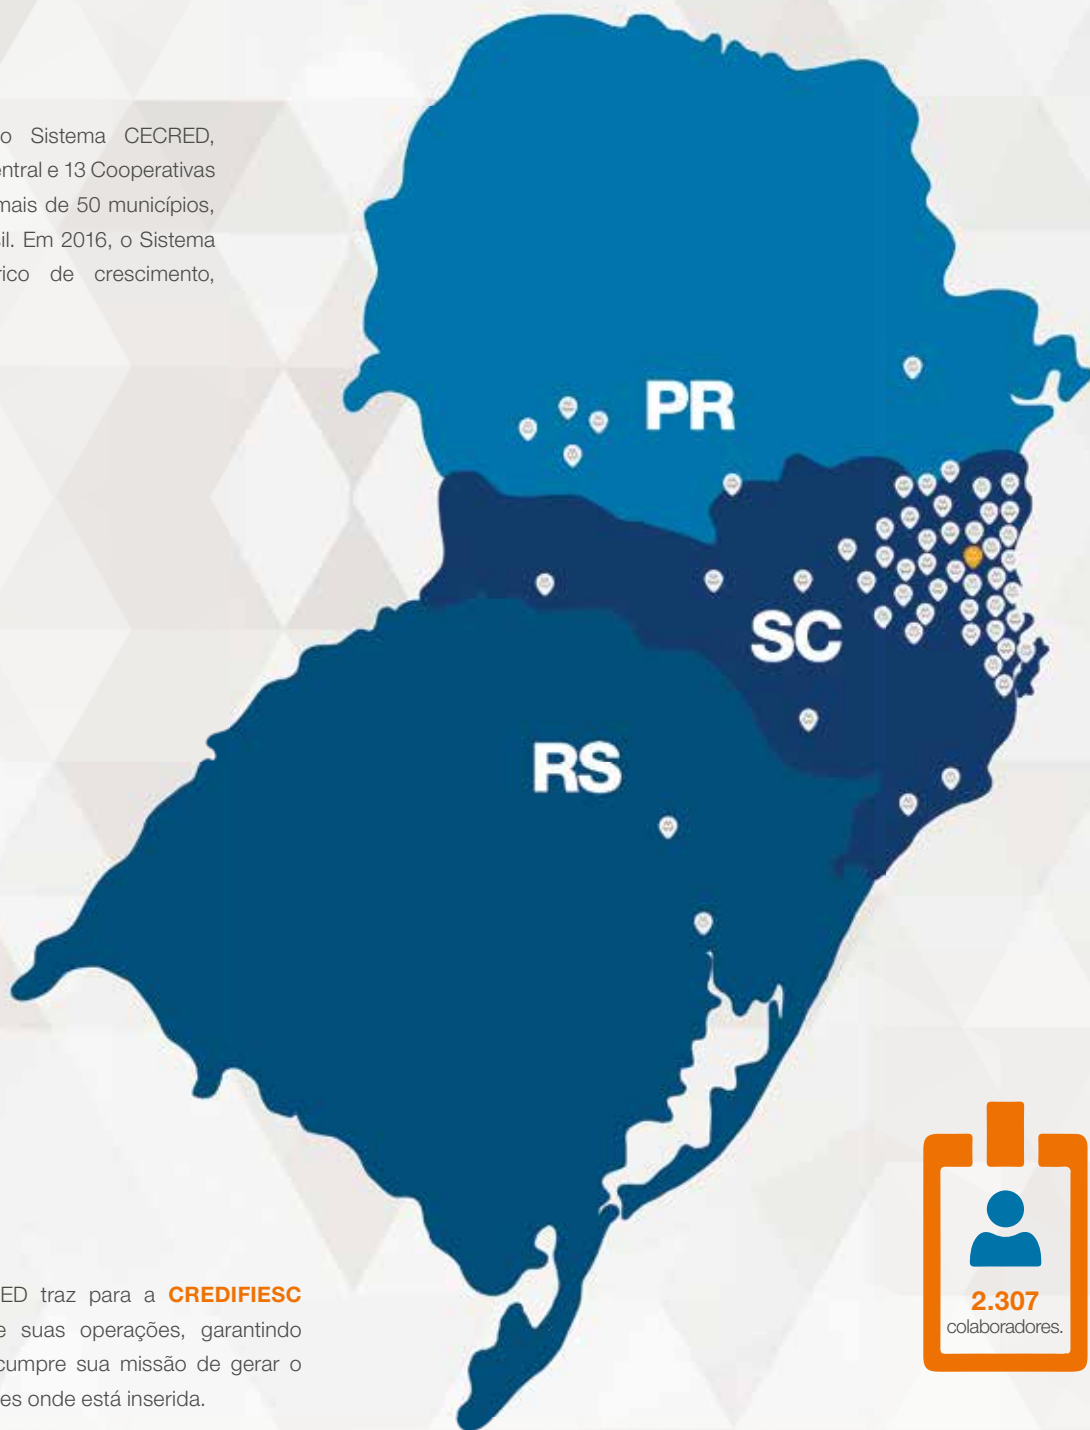 o Sistema CECRED,
entral e 13 Cooperativas
mais de 50 municípios,
sil. Em 2016, o Sistema
rico de crescimento,
PR
SC
RS
ED traz para a CREDIFIESC
e suas operações, garantindo
cumpre sua missão de gerar o
es onde está inserida.
2.307
colaboradores.